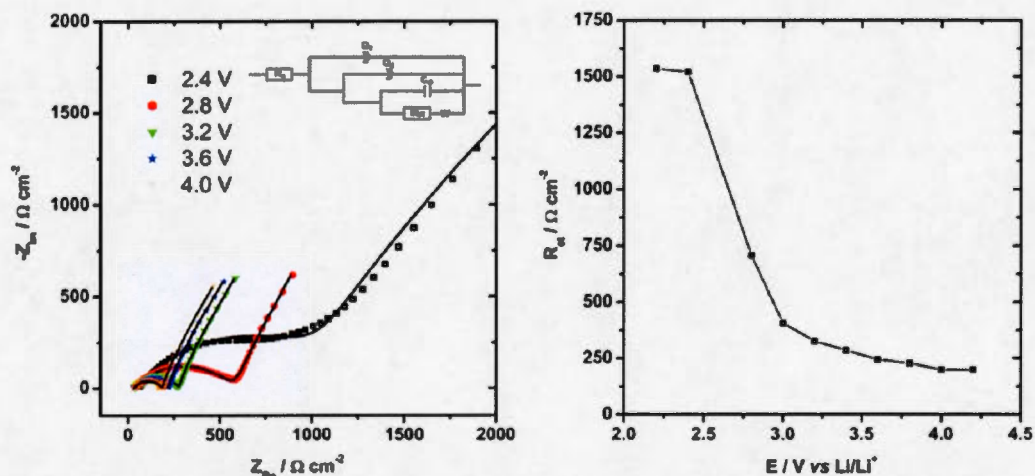 2000
1500
1000
500
0
-Z_Im / Ω cm⁻²
2.4 V
2.8 V
3.2 V
3.6 V
4.0 V
0 500 1000 1500 2000
Z_Re / Ω cm⁻²
1750
1500
1250
1000
750
500
250
0
R_ct / Ω cm⁻²
2.0 2.5 3.0 3.5 4.0 4.5
E / V vs Li/Li⁺